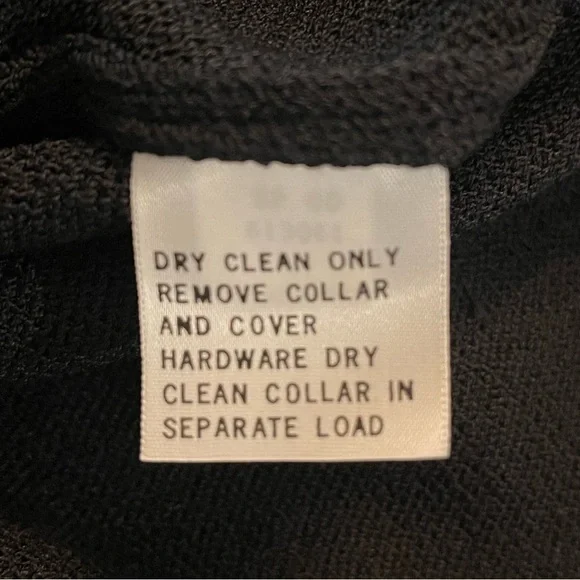 DRY CLEAN ONLY
REMOVE COLLAR
AND COVER
HARDWARE DRY
CLEAN COLLAR IN
SEPARATE LOAD